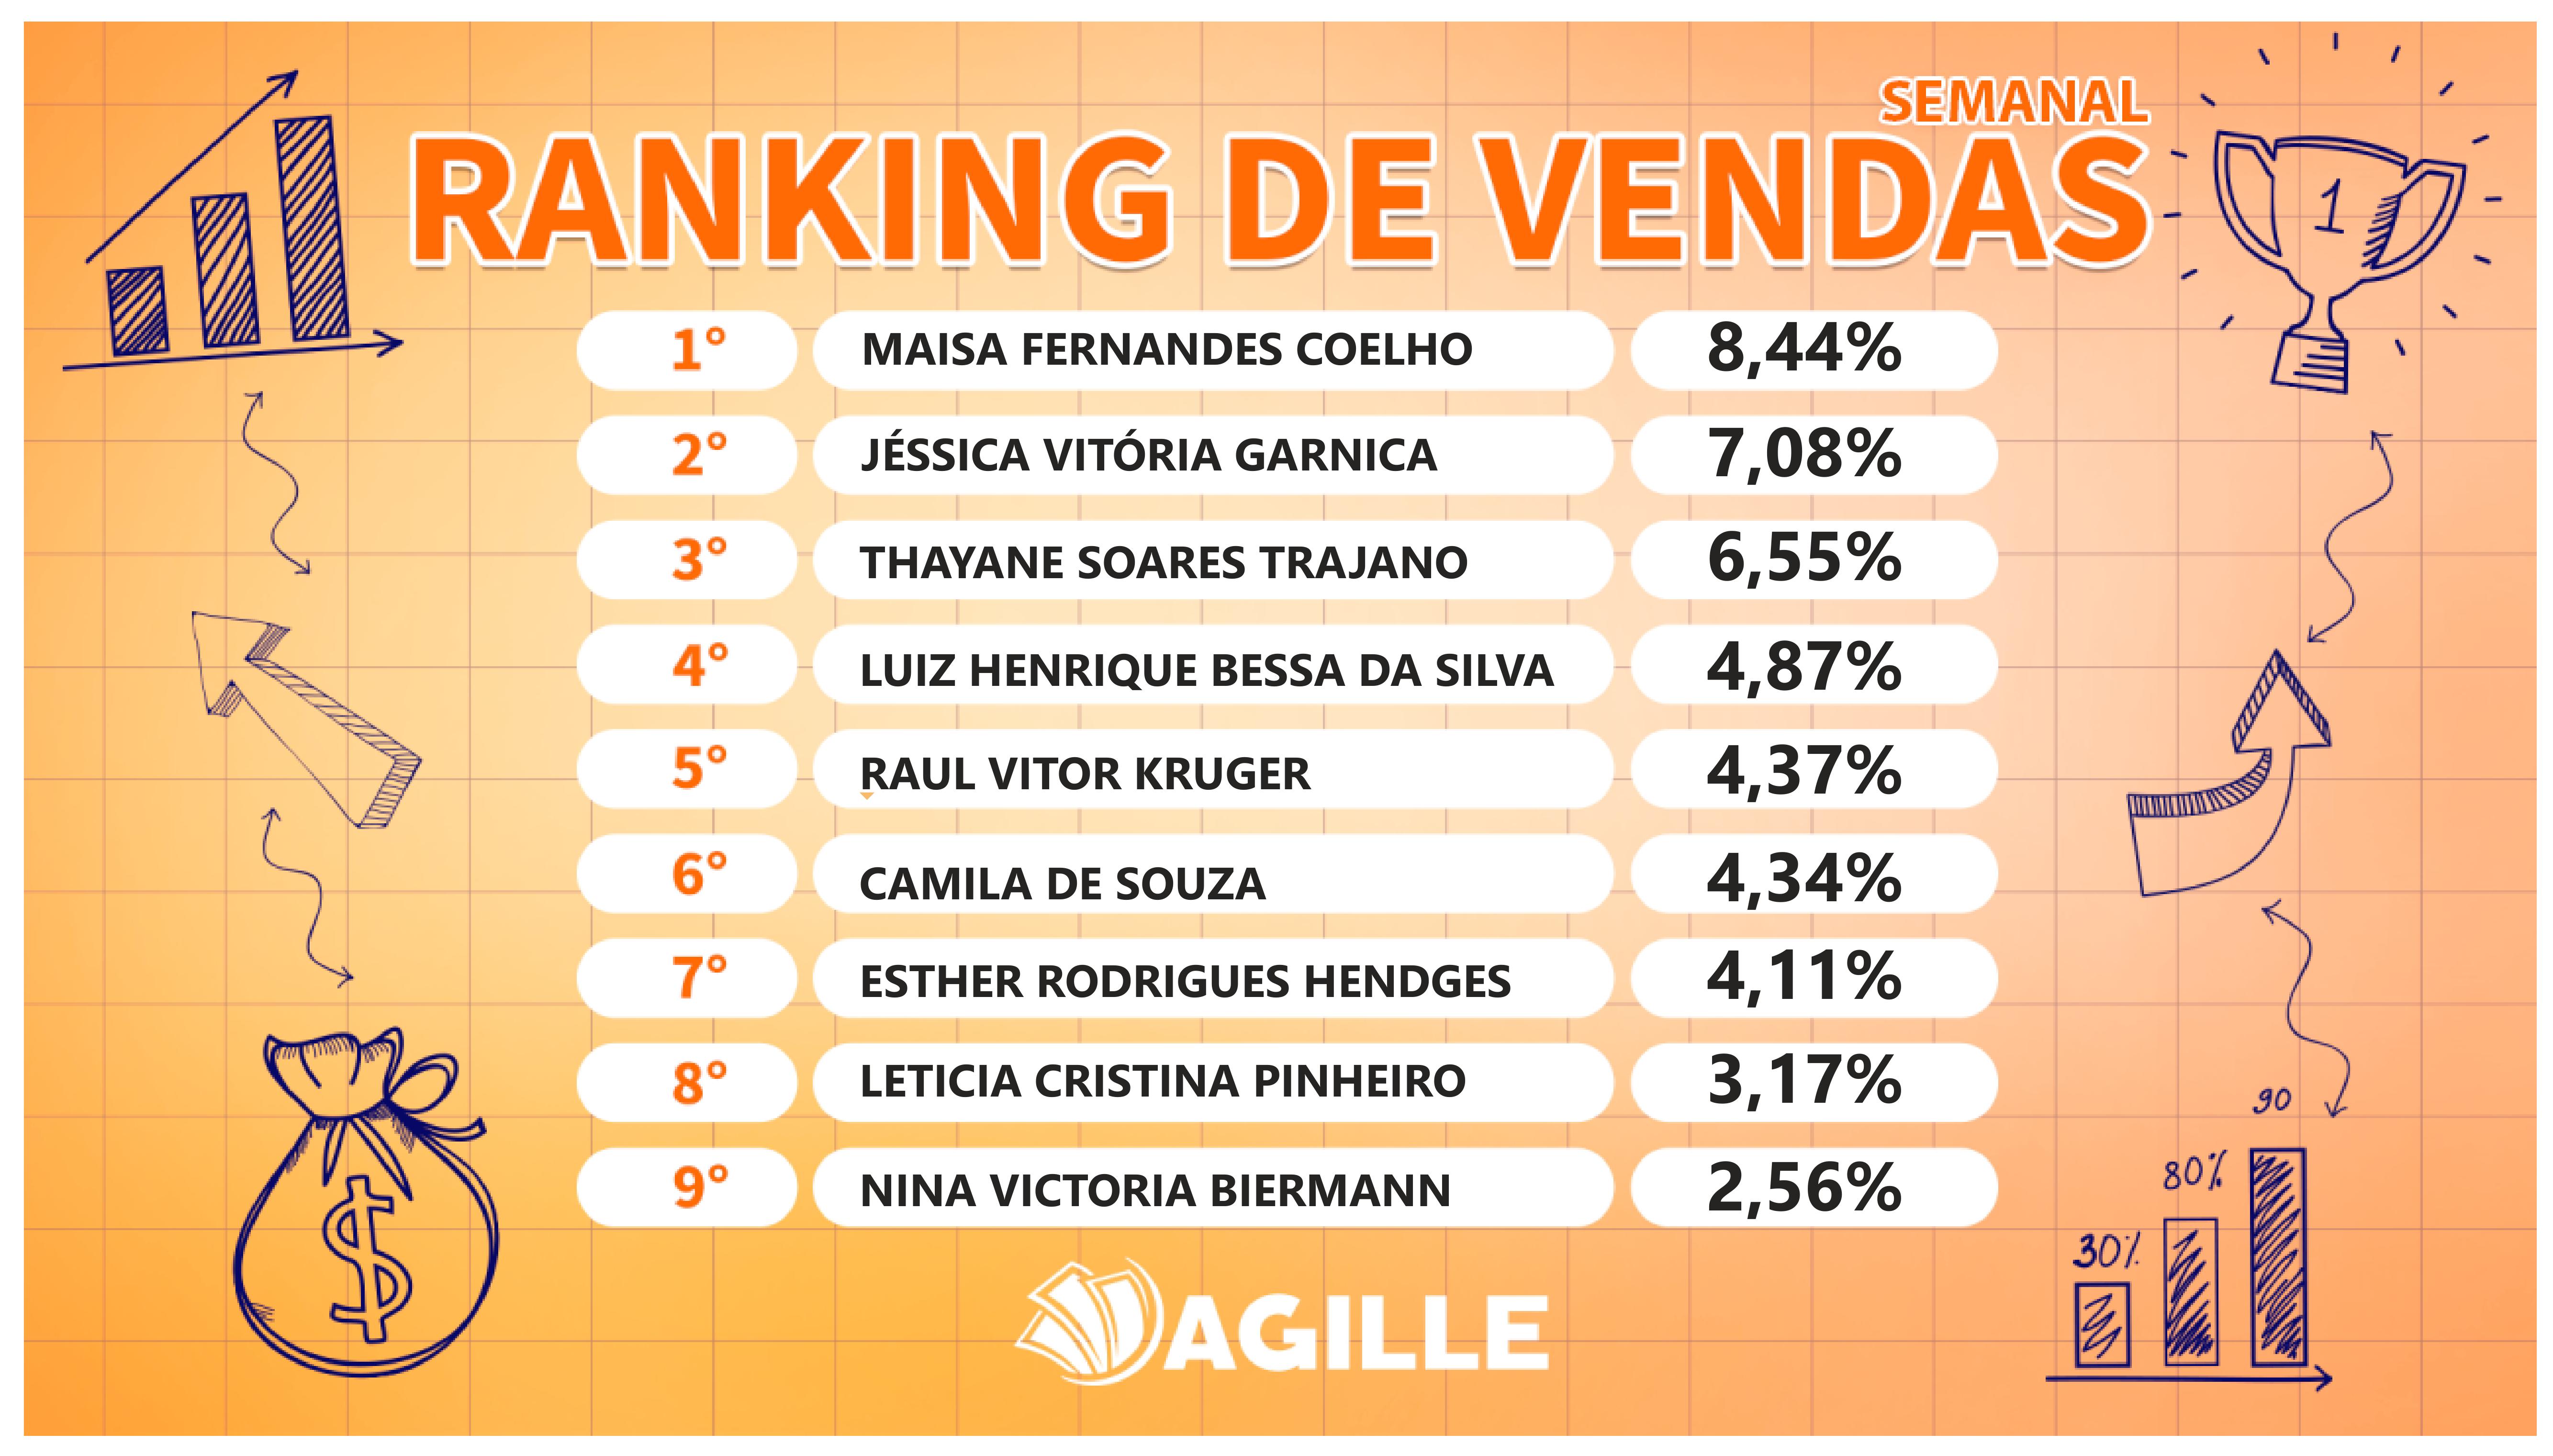 SEMANAL
RANKING DE VENDAS
1
1° MAISA FERNANDES COELHO 8,44%
2° JÉSSICA VITÓRIA GARNICA 7,08%
3° THAYANE SOARES TRAJANO 6,55%
4° LUIZ HENRIQUE BESSA DA SILVA 4,87%
5° RAUL VITOR KRUGER 4,37%
6° CAMILA DE SOUZA 4,34%
7° ESTHER RODRIGUES HENDGES 4,11%
8° LETICIA CRISTINA PINHEIRO 3,17%
9° NINA VICTORIA BIERMANN 2,56%
90
80%
30%
$
AGILLE